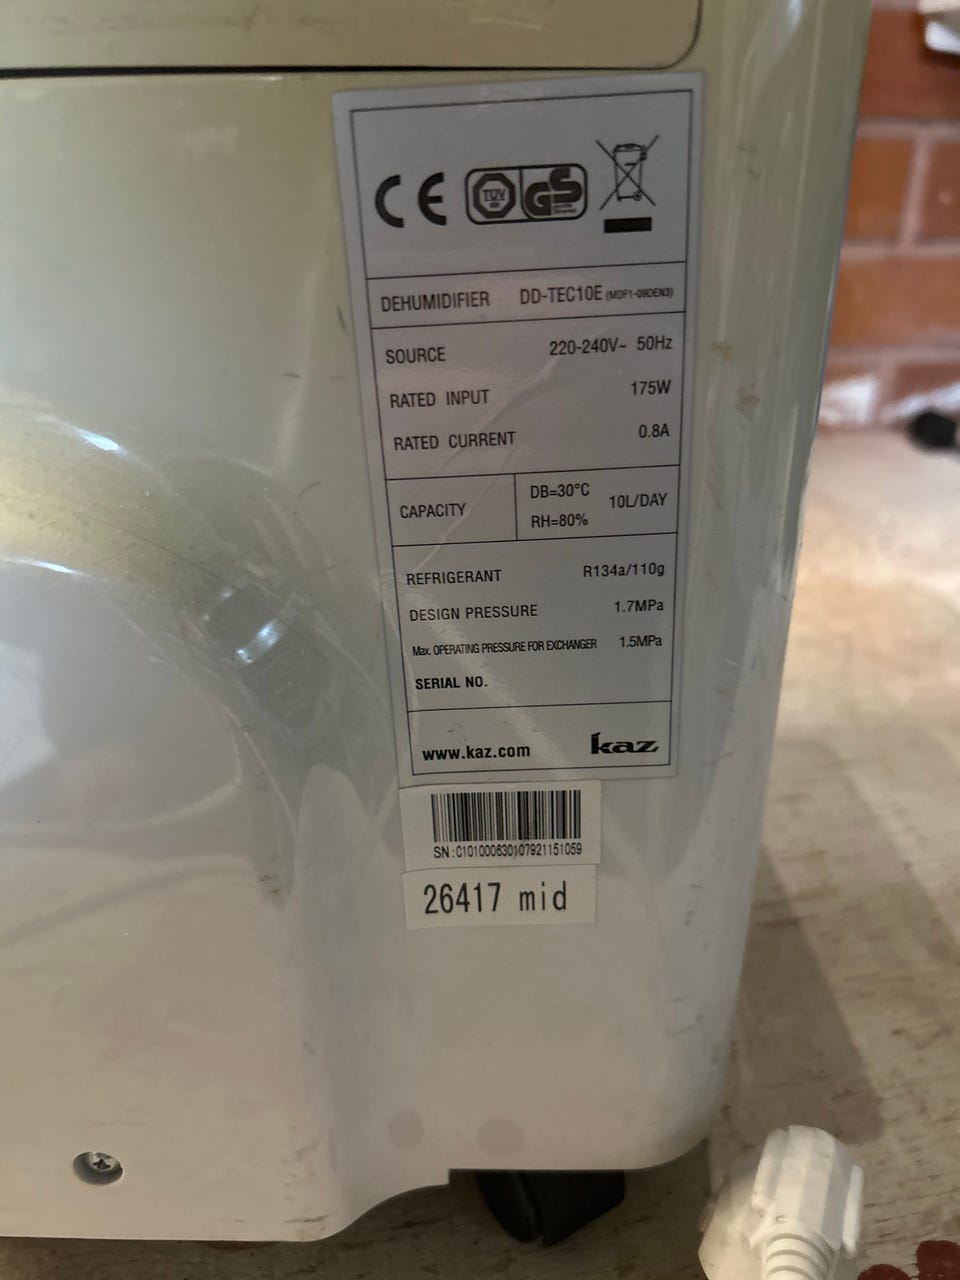 CE TÜV GS
DEHUMIDIFIER DD-TEC10E (MDF1-09DEN3)
SOURCE 220-240V~ 50Hz
RATED INPUT 175W
RATED CURRENT 0.8A
CAPACITY DB=30°C RH=80% 10L/DAY
REFRIGERANT R134a/110g
DESIGN PRESSURE 1.7MPa
Max. OPERATING PRESSURE FOR EXCHANGER 1.5MPa
SERIAL NO.
www.kaz.com kaz
SN:C101000630107921151059
26417 mid